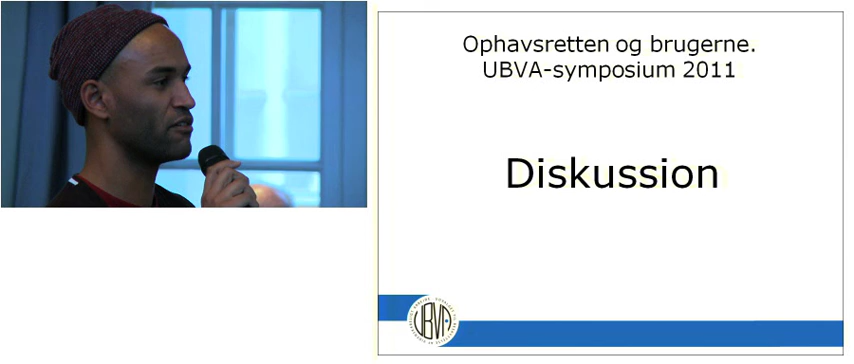 Ophavsretten og brugerne.
UBVA-symposium 2011
Diskussion
UBVA